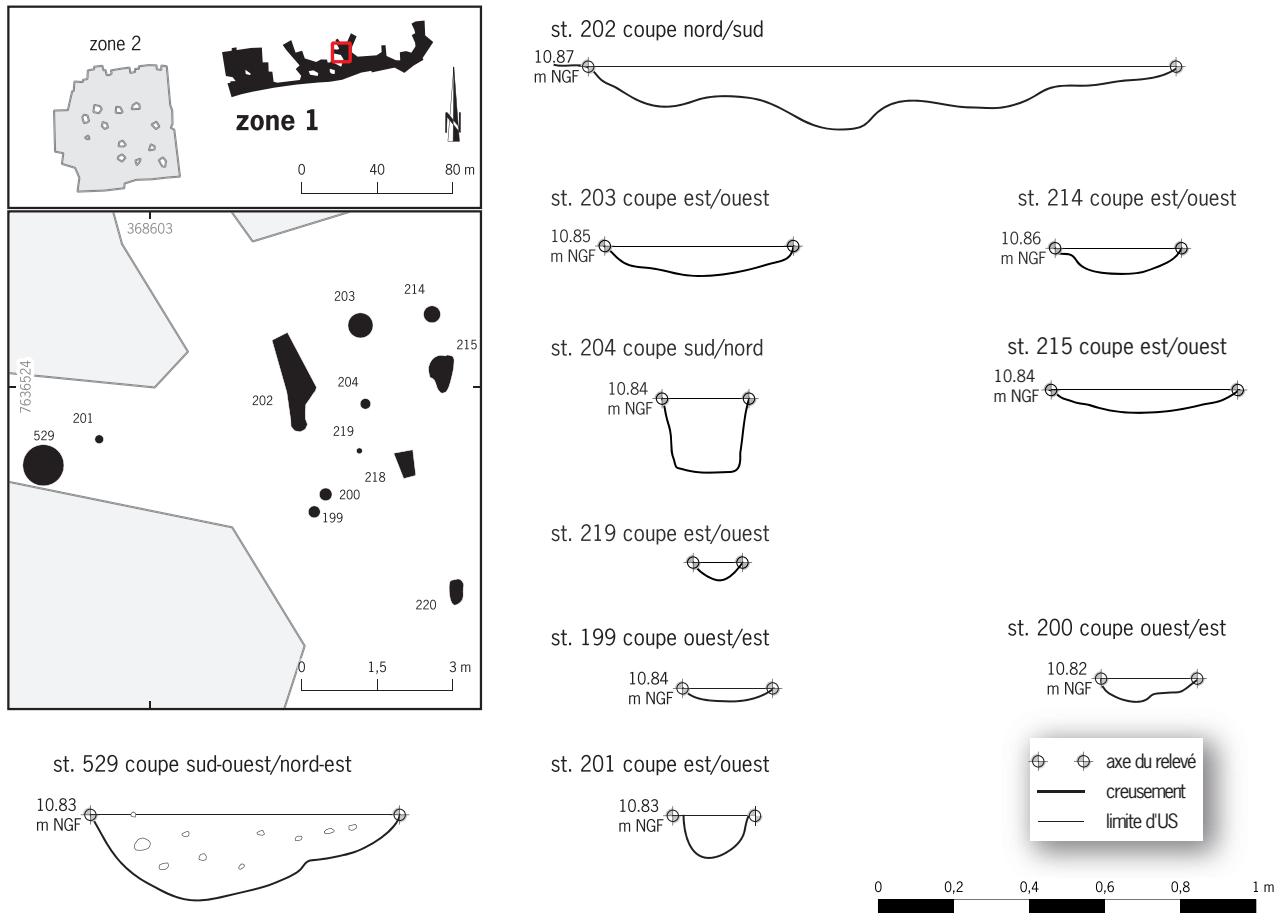 zone 2
zone 1
N
0 40 80 m
368603
7636524
203
214
215
202
204
201
529
219
218
200
199
220
0 1,5 3 m
st. 202 coupe nord/sud
10.87
m NGF
st. 203 coupe est/ouest
10.85
m NGF
st. 214 coupe est/ouest
10.86
m NGF
st. 204 coupe sud/nord
10.84
m NGF
st. 215 coupe est/ouest
10.84
m NGF
st. 219 coupe est/ouest
st. 199 coupe ouest/est
10.84
m NGF
st. 200 coupe ouest/est
10.82
m NGF
st. 529 coupe sud-ouest/nord-est
10.83
m NGF
st. 201 coupe est/ouest
10.83
m NGF
axe du relevé
creusement
limite d'US
0 0,2 0,4 0,6 0,8 1 m